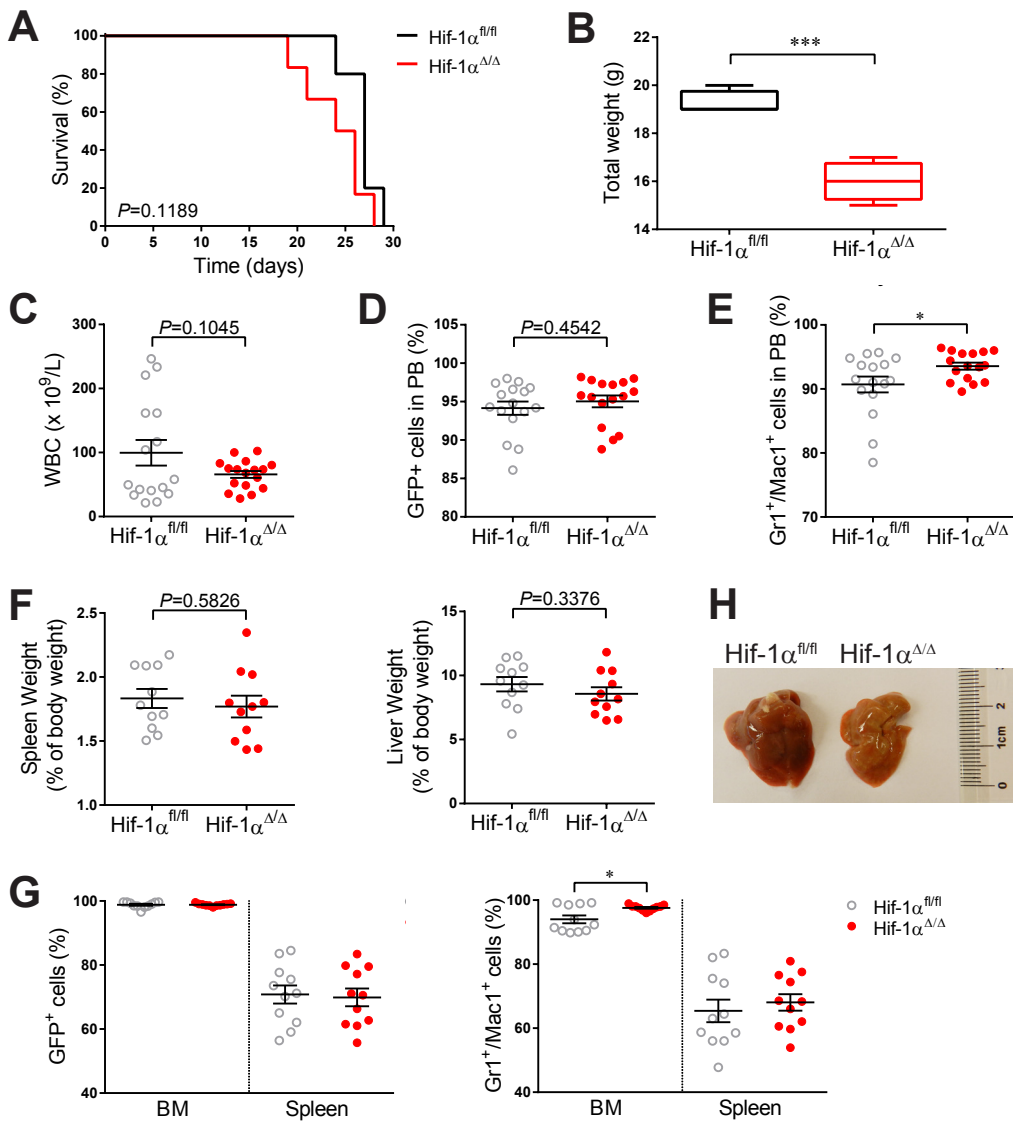 A
Survival (%)
100
80
60
40
20
0
0 5 10 15 20 25 30
Time (days)
P=0.1189
Hif-1α^fl/fl
Hif-1α^Δ/Δ
B
Total weight (g)
22
20
18
16
14
***
Hif-1α^fl/fl Hif-1α^Δ/Δ
C
WBC (x 10^9/L)
300
200
100
0
P=0.1045
Hif-1α^fl/fl Hif-1α^Δ/Δ
D
GFP+ cells in PB (%)
105
100
95
90
85
80
P=0.4542
Hif-1α^fl/fl Hif-1α^Δ/Δ
E
Gr1+/Mac1+ cells in PB (%)
100
90
80
70
*
Hif-1α^fl/fl Hif-1α^Δ/Δ
F
Spleen Weight
(% of body weight)
2.5
2.0
1.5
1.0
P=0.5826
Hif-1α^fl/fl Hif-1α^Δ/Δ
Liver Weight
(% of body weight)
15
10
5
0
P=0.3376
Hif-1α^fl/fl Hif-1α^Δ/Δ
H
Hif-1α^fl/fl Hif-1α^Δ/Δ
2
1cm
0
G
GFP+ cells (%)
100
80
60
40
BM Spleen
Gr1+/Mac1+ cells (%)
100
80
60
40
*
BM Spleen
Hif-1α^fl/fl
Hif-1α^Δ/Δ